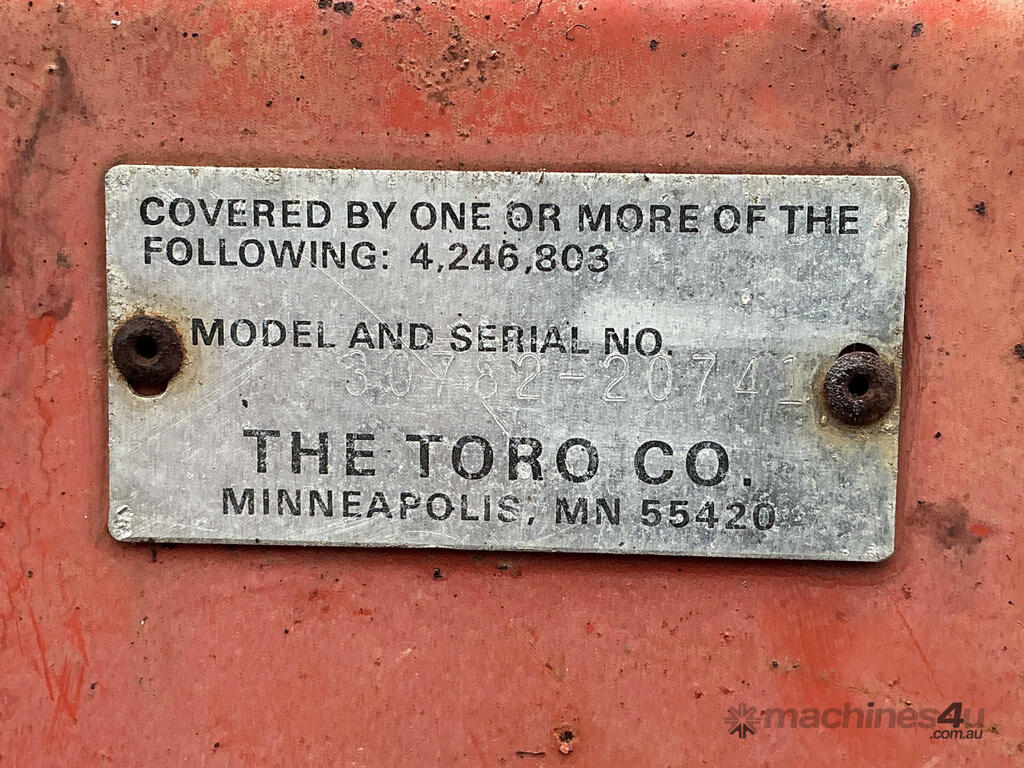 COVERED BY ONE OR MORE OF THE
FOLLOWING: 4,246,803
MODEL AND SERIAL NO.
30782-20741
THE TORO CO.
MINNEAPOLIS, MN 55420
machines4u
.com.au